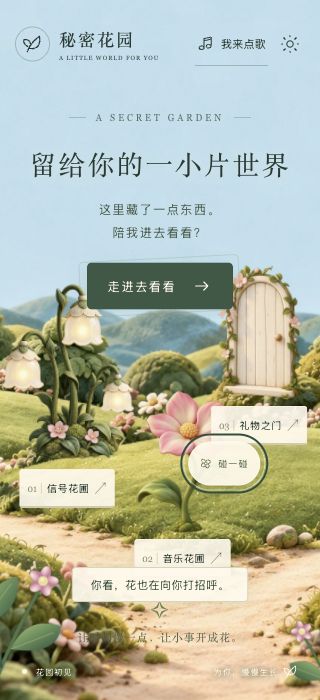 秘密花园
A LITTLE WORLD FOR YOU
我来点歌
A SECRET GARDEN
留给你的一小片世界
这里藏了一点东西。
陪我进去看看？
走进去看看 →
03 礼物之门 ↗
碰一碰
01 信号花圃 ↗
02 音乐花圃 ↗
你看，花也在向你打招呼。
一点，让小事开成花。
花园初见
为你，慢慢生长